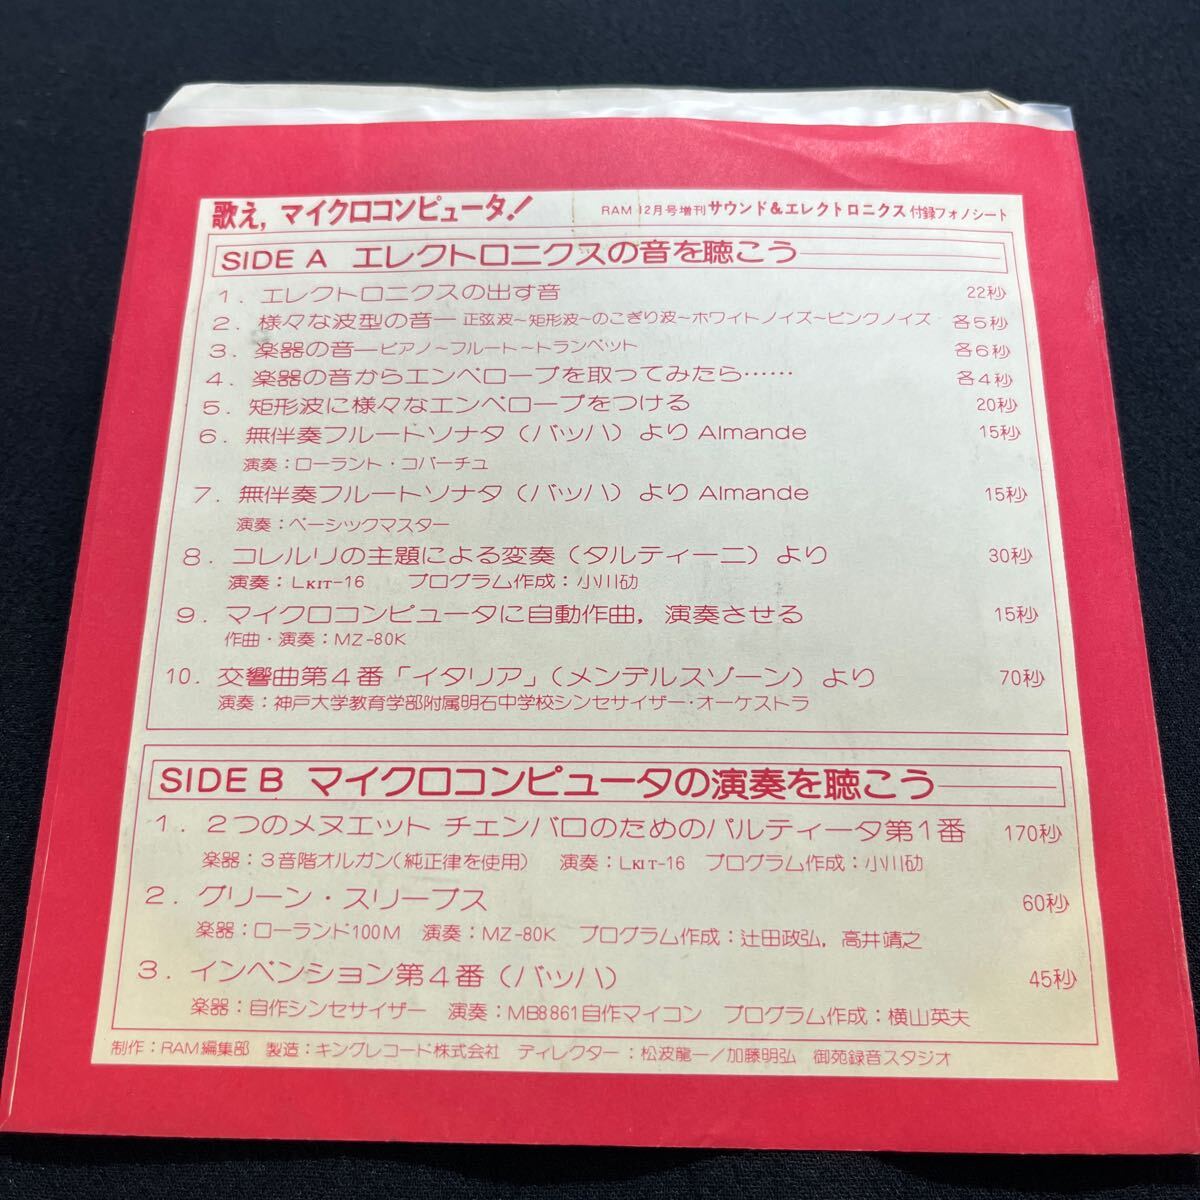 歌え，マイクロコンピュータ！ RAM 12月号増刊 サウンド&エレクトロニクス 付録フォノシート
SIDE A エレクトロニクスの音を聴こう
1．エレクトロニクスの出す音 22秒
2．様々な波型の音—正弦波～矩形波～のこぎり波～ホワイトノイズ～ピンクノイズ 各5秒
3．楽器の音—ピアノ～フルート～トランペット 各6秒
4．楽器の音からエンベロープを取ってみたら…… 各4秒
5．矩形波に様々なエンベロープをつける 20秒
6．無伴奏フルートソナタ（バッハ）より Almande 15秒
演奏：ローラント・コバーチュ
7．無伴奏フルートソナタ（バッハ）より Almande 15秒
演奏：ベーシックマスター
8．コレルリの主題による変奏（タルティーニ）より 30秒
演奏：LKIT-16 プログラム作成：小川劭
9．マイクロコンピュータに自動作曲，演奏させる 15秒
作曲・演奏：MZ-80K
10．交響曲第4番「イタリア」（メンデルスゾーン）より 70秒
演奏：神戸大学教育学部附属明石中学校シンセサイザー・オーケストラ
SIDE B マイクロコンピュータの演奏を聴こう
1．2つのメヌエット チェンバロのためのパルティータ第1番 170秒
楽器：3音階オルガン（純正律を使用） 演奏：LKIT-16 プログラム作成：小川劭
2．グリーン・スリーブス 60秒
楽器：ローランド100M 演奏：MZ-80K プログラム作成：辻田政弘，高井靖之
3．インベンション第4番（バッハ） 45秒
楽器：自作シンセサイザー 演奏：MB8861自作マイコン プログラム作成：横山英夫
制作：RAM編集部 製造：キングレコード株式会社 ディレクター：松波龍一／加藤明弘 御苑録音スタジオ